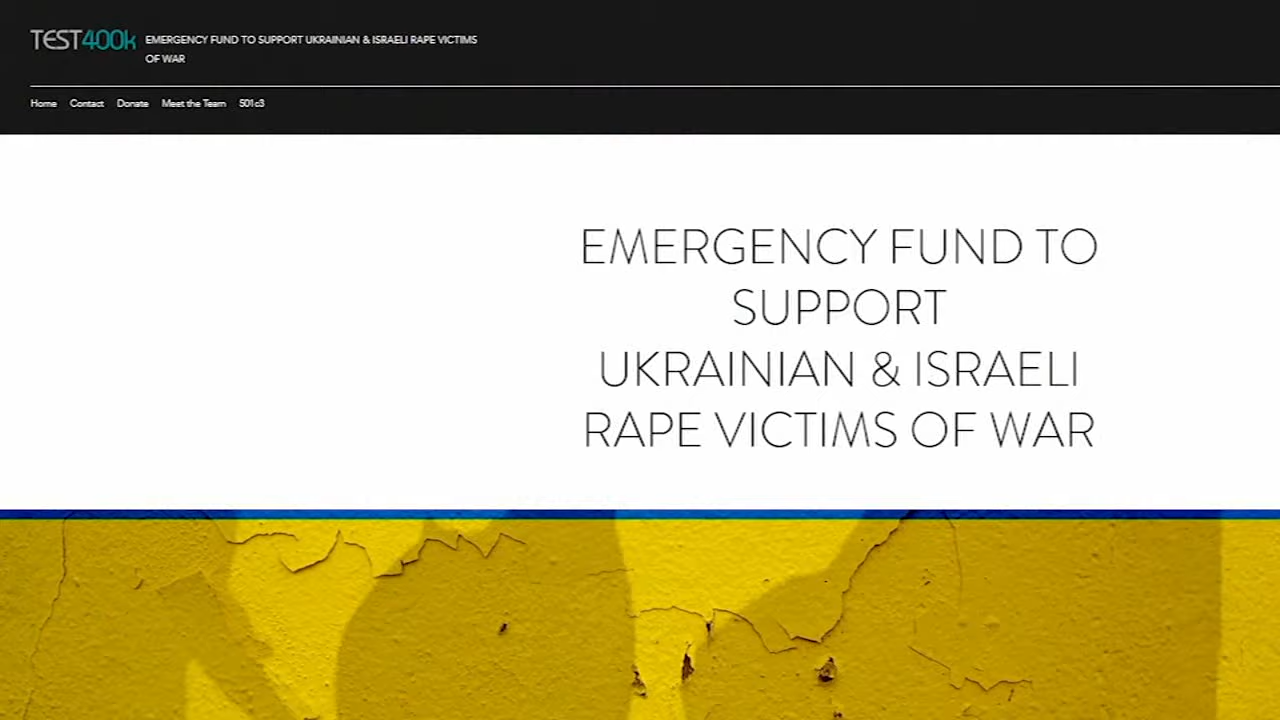 TEST400k EMERGENCY FUND TO SUPPORT UKRAINIAN & ISRAELI RAPE VICTIMS
OF WAR
Home Contact Donate Meet the Team 501c3
EMERGENCY FUND TO
SUPPORT
UKRAINIAN & ISRAELI
RAPE VICTIMS OF WAR